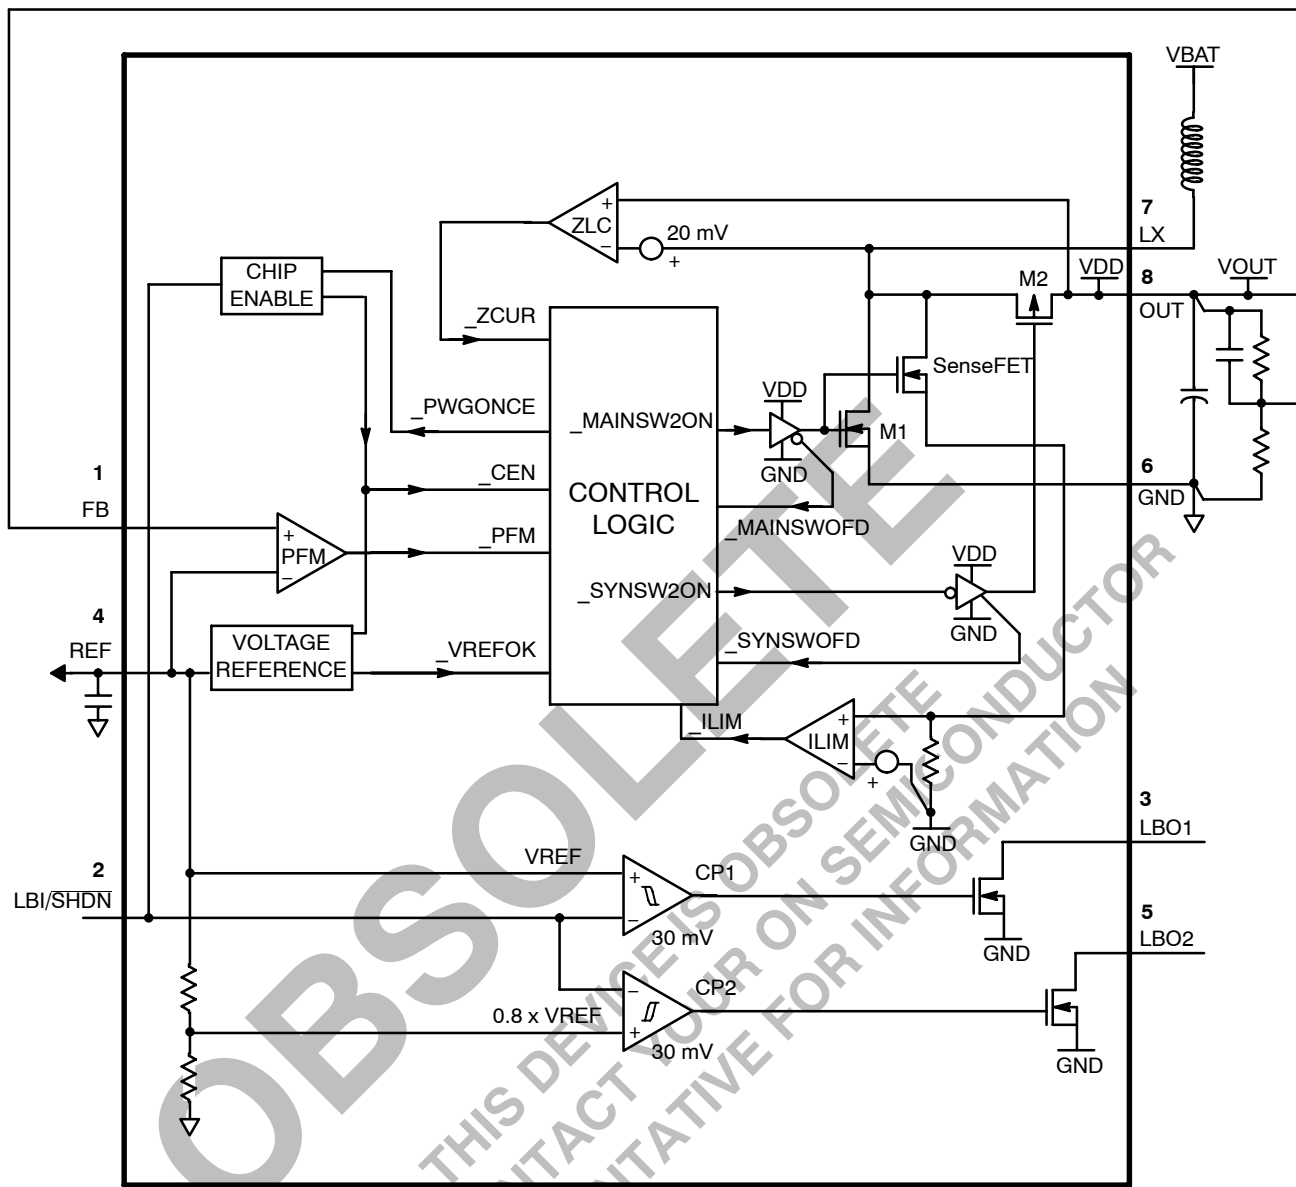 VBAT
7
LX
ZLC
+
−
20 mV
+
CHIP
ENABLE
M2
VDD
8
OUT
VOUT
_ZCUR
SenseFET
_PWGONCE
_MAINSW2ON
VDD
GND
M1
_CEN
CONTROL
LOGIC
1
FB
6
GND
_MAINSWOFD
+
PFM
−
_PFM
_SYNSW2ON
VDD
GND
4
REF
VOLTAGE
REFERENCE
_VREFOK
_SYNSWOFD
_ILIM
+
ILIM
−
+
GND
3
LBO1
2
LBI/SHDN
VREF
+
−
CP1
30 mV
GND
5
LBO2
0.8 x VREF
−
+
CP2
30 mV
GND
OBSOLETE
THIS DEVICE IS OBSOLETE
NTACT YOUR ON SEMICONDUCTOR
NTATIVE FOR INFORMATION